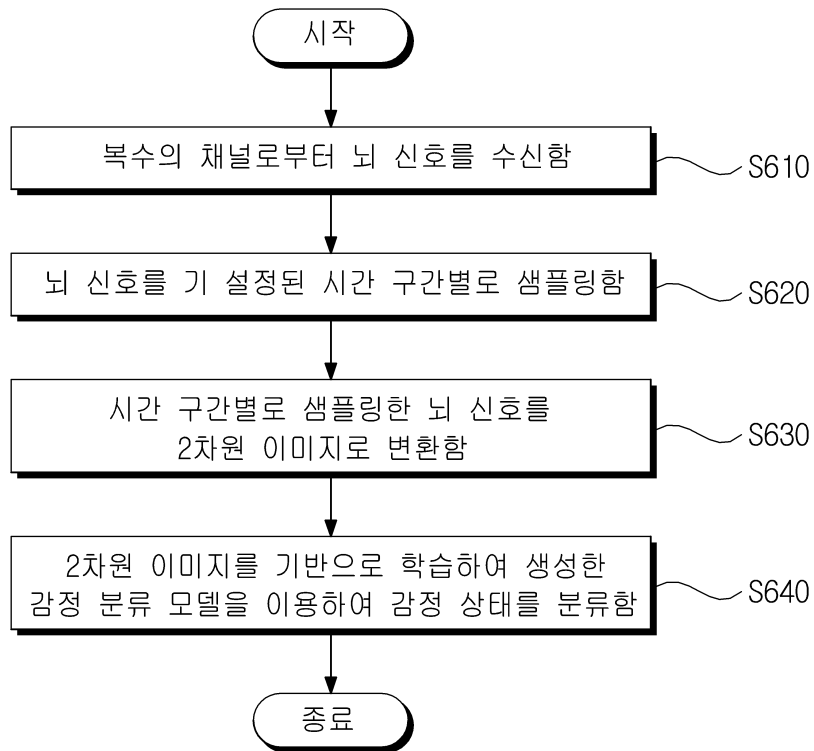 시작
복수의 채널로부터 뇌 신호를 수신함
S610
뇌 신호를 기 설정된 시간 구간별로 샘플링함
S620
시간 구간별로 샘플링한 뇌 신호를
2차원 이미지로 변환함
S630
2차원 이미지를 기반으로 학습하여 생성한
감정 분류 모델을 이용하여 감정 상태를 분류함
S640
종료